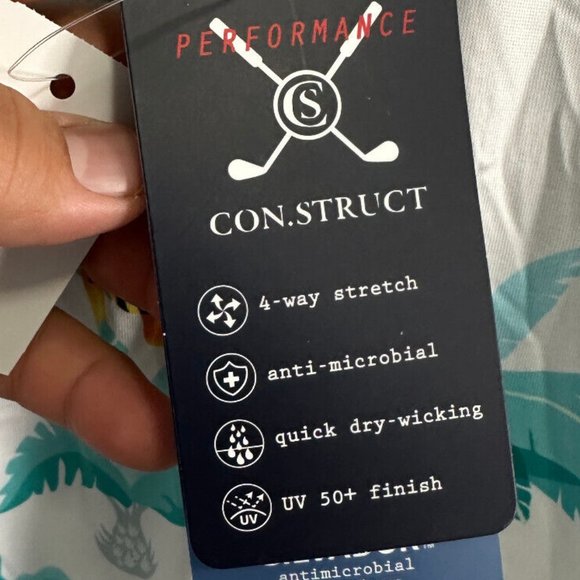 PERFORMANCE
CS
CON.STRUCT
4-way stretch
anti-microbial
quick dry-wicking
UV 50+ finish
UV
antimicrobial